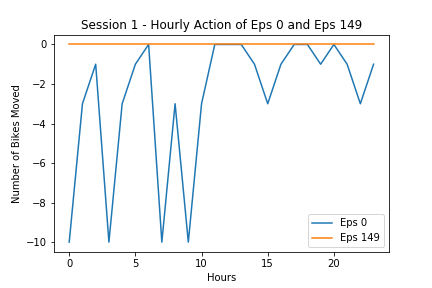 Session 1 - Hourly Action of Eps 0 and Eps 149
Number of Bikes Moved
0
−2
−4
−6
−8
−10
0 5 10 15 20
Hours
Eps 0
Eps 149